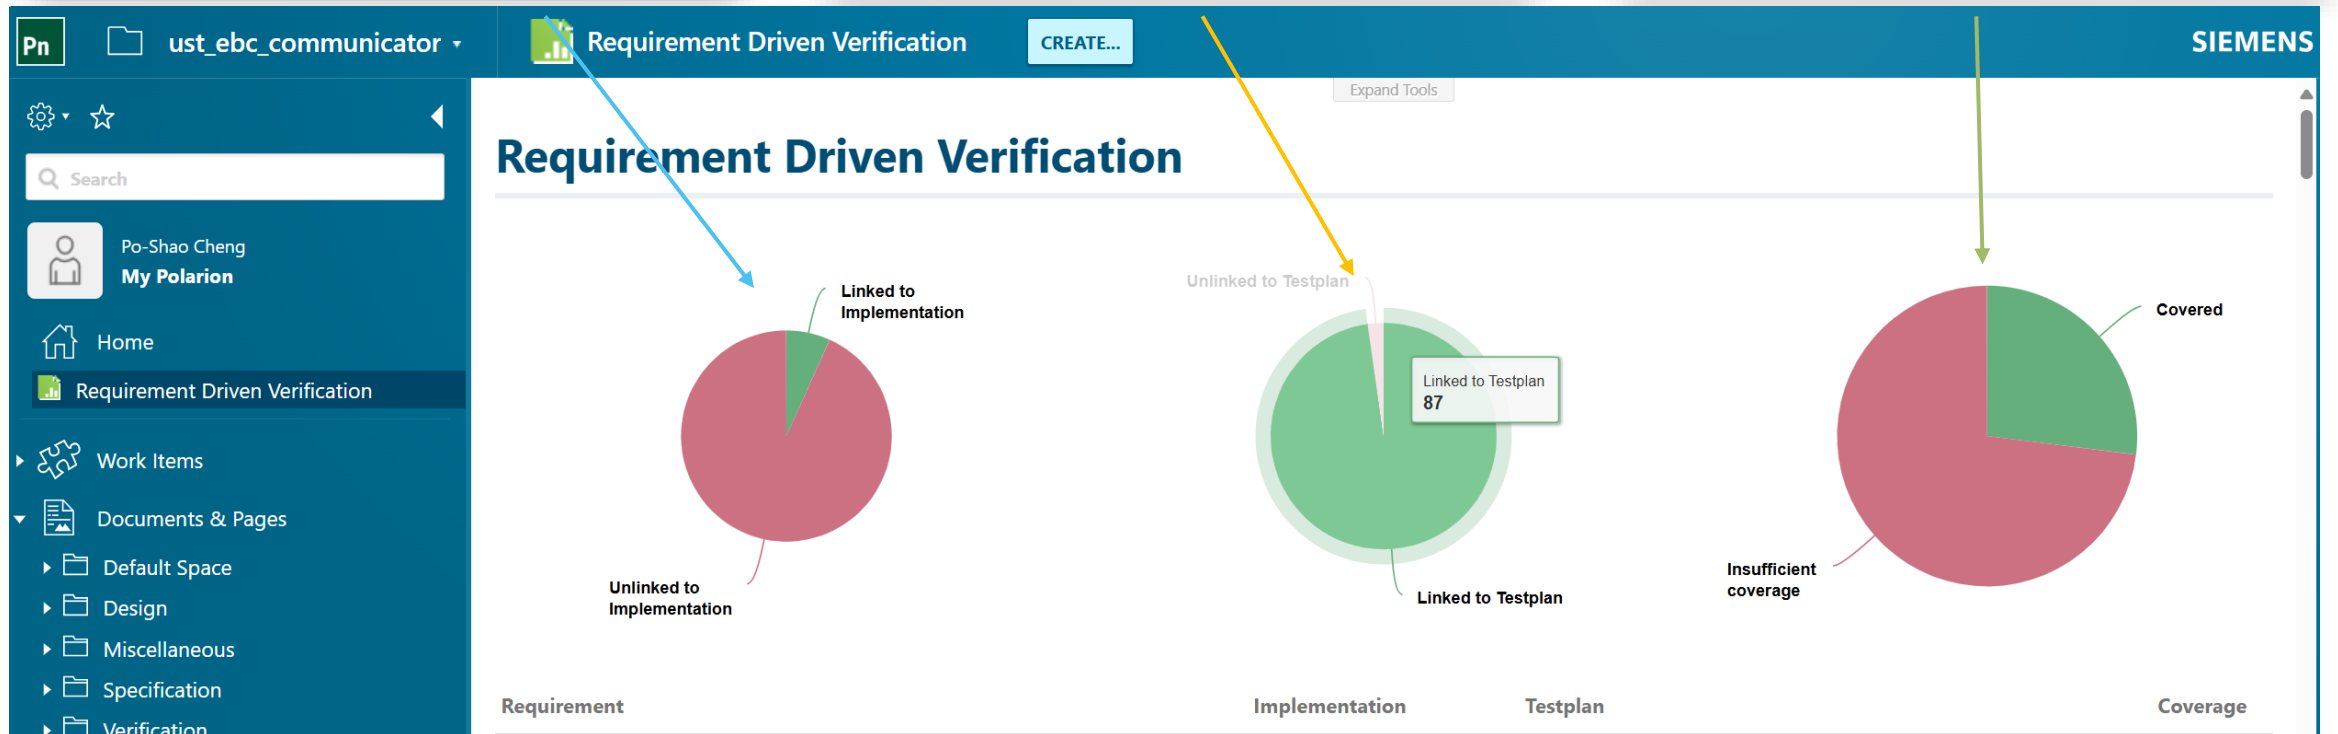 Pn
ust_ebc_communicator
Requirement Driven Verification
CREATE...
SIEMENS
Expand Tools
Search
Po-Shao Cheng
My Polarion
Home
Requirement Driven Verification
Work Items
Documents & Pages
Default Space
Design
Miscellaneous
Specification
Verification
Requirement Driven Verification
Linked to
Implementation
Unlinked to
Implementation
Unlinked to Testplan
Linked to Testplan
87
Linked to Testplan
Covered
Insufficient
coverage
Requirement
Implementation
Testplan
Coverage